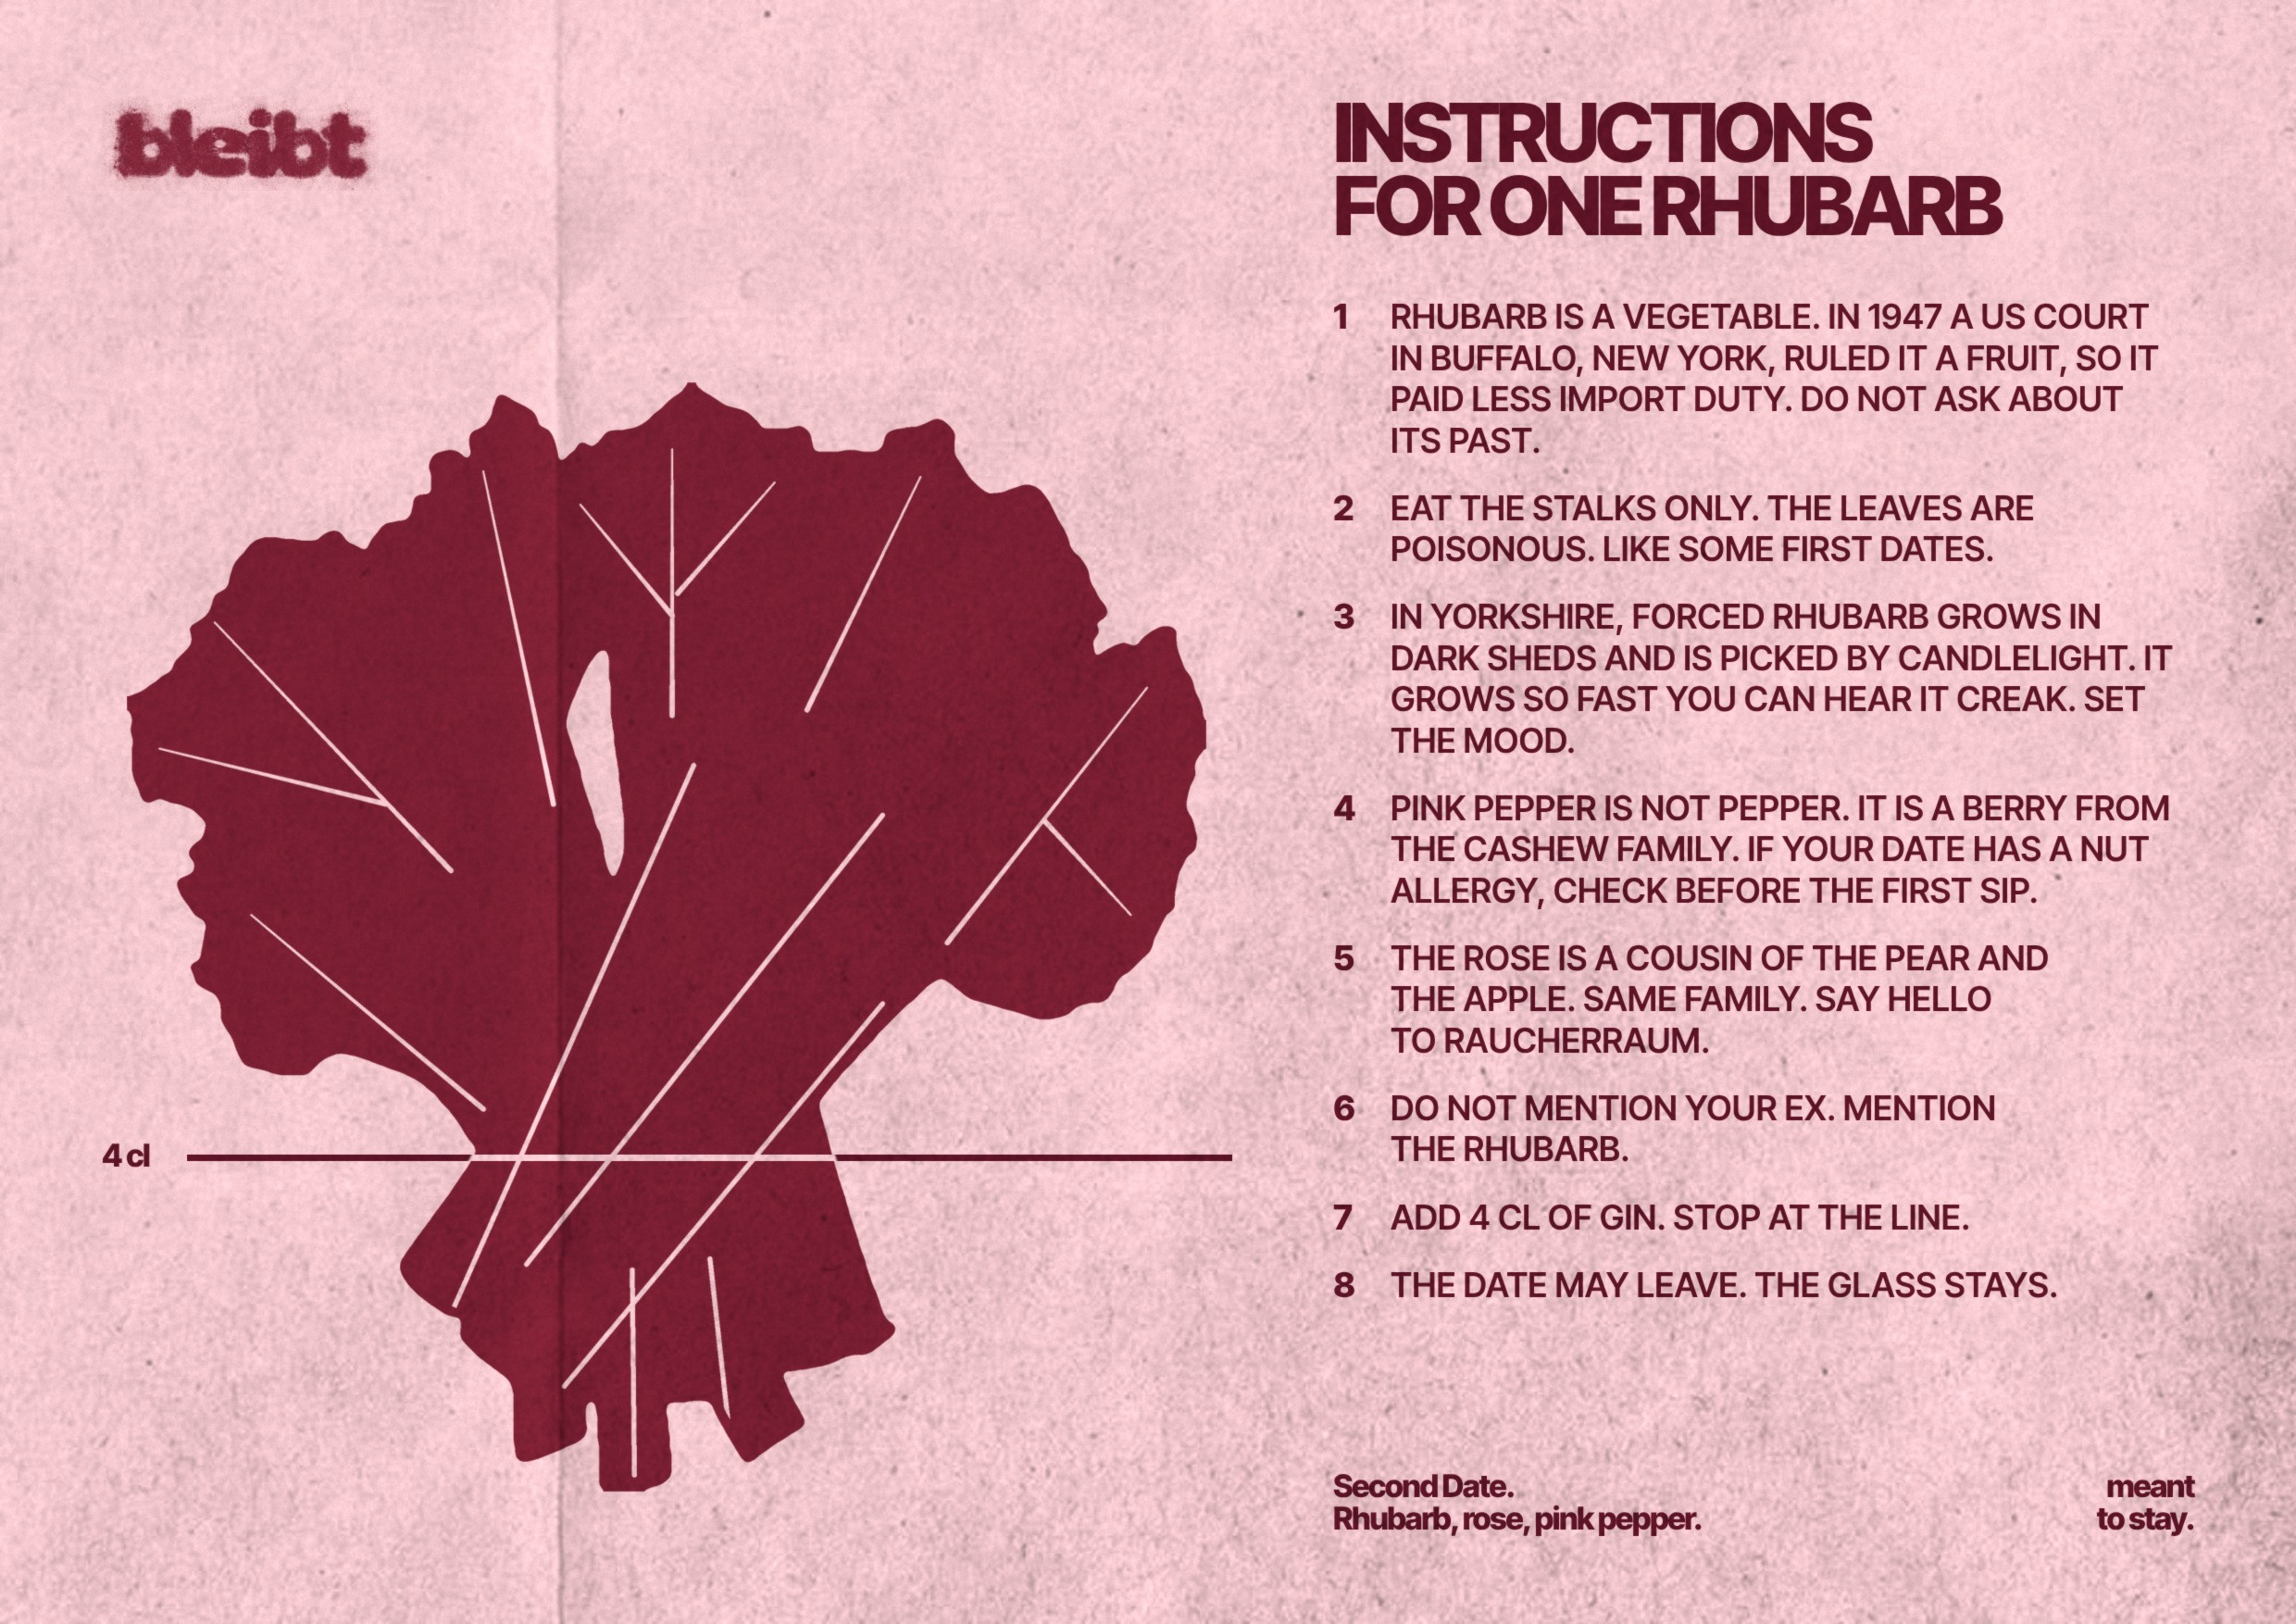 bleibt
INSTRUCTIONS
FOR ONE RHUBARB
1 RHUBARB IS A VEGETABLE. IN 1947 A US COURT
IN BUFFALO, NEW YORK, RULED IT A FRUIT, SO IT
PAID LESS IMPORT DUTY. DO NOT ASK ABOUT
ITS PAST.
2 EAT THE STALKS ONLY. THE LEAVES ARE
POISONOUS. LIKE SOME FIRST DATES.
3 IN YORKSHIRE, FORCED RHUBARB GROWS IN
DARK SHEDS AND IS PICKED BY CANDLELIGHT. IT
GROWS SO FAST YOU CAN HEAR IT CREAK. SET
THE MOOD.
4 PINK PEPPER IS NOT PEPPER. IT IS A BERRY FROM
THE CASHEW FAMILY. IF YOUR DATE HAS A NUT
ALLERGY, CHECK BEFORE THE FIRST SIP.
5 THE ROSE IS A COUSIN OF THE PEAR AND
THE APPLE. SAME FAMILY. SAY HELLO
TO RAUCHERRAUM.
6 DO NOT MENTION YOUR EX. MENTION
THE RHUBARB.
7 ADD 4 CL OF GIN. STOP AT THE LINE.
8 THE DATE MAY LEAVE. THE GLASS STAYS.
4 cl
Second Date.
Rhubarb, rose, pink pepper.
meant
to stay.